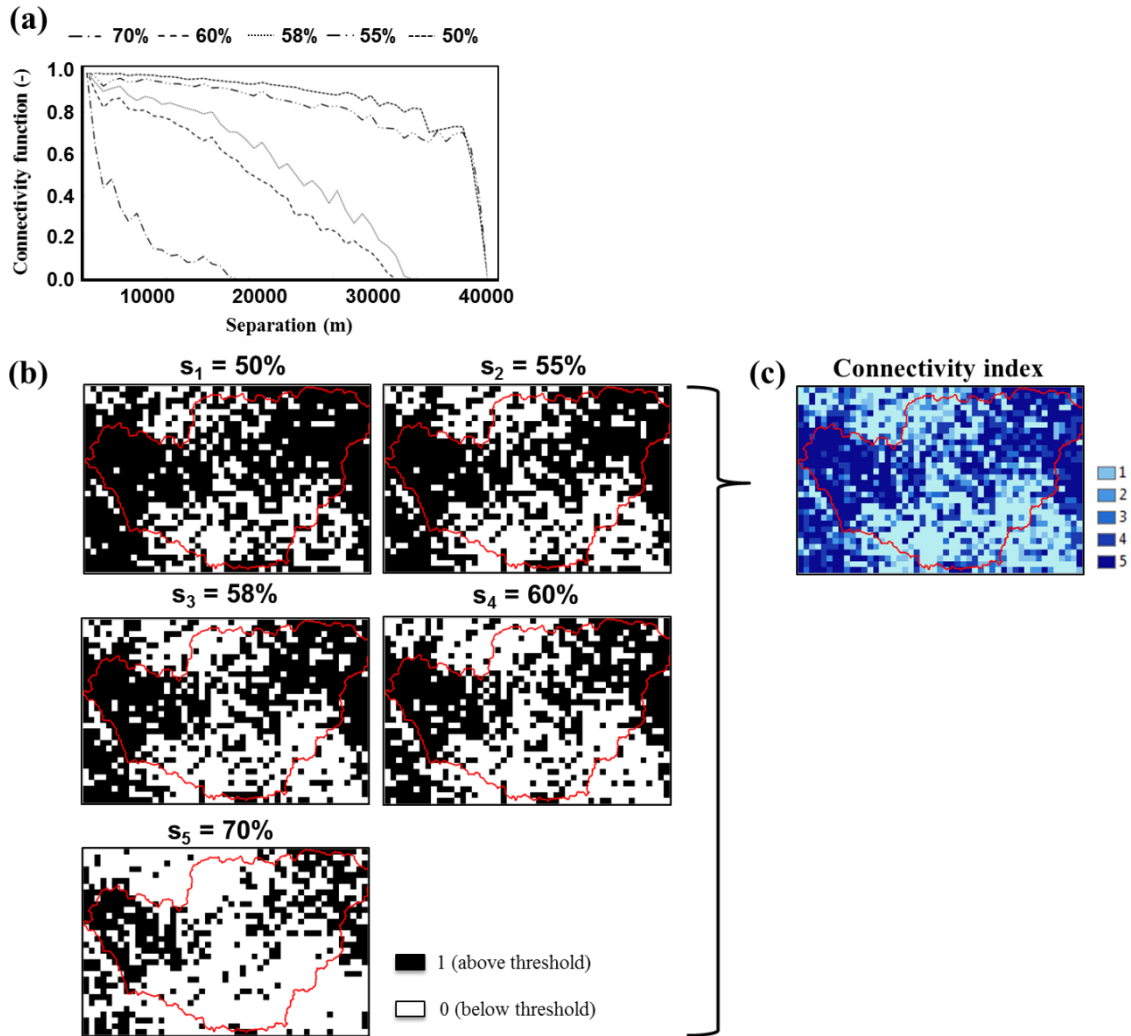 (a)
70% 60% 58% 55% 50%
Connectivity function (-)
1.0
0.8
0.6
0.4
0.2
0.0
10000 20000 30000 40000
Separation (m)
(b)
s1 = 50%
s2 = 55%
(c)
Connectivity index
1
2
3
4
5
s3 = 58%
s4 = 60%
s5 = 70%
1 (above threshold)
0 (below threshold)